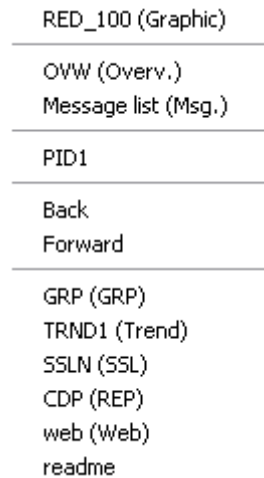 RED_100 (Graphic)
OVW (Overv.)
Message list (Msg.)
PID1
Back
Forward
GRP (GRP)
TRND1 (Trend)
SSLN (SSL)
CDP (REP)
web (Web)
readme